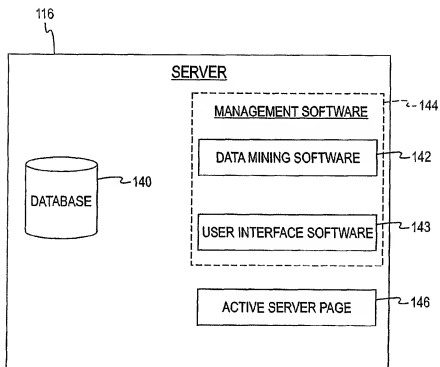 116
SERVER
MANAGEMENT SOFTWARE
144
DATA MINING SOFTWARE
142
DATABASE
140
USER INTERFACE SOFTWARE
143
ACTIVE SERVER PAGE
146